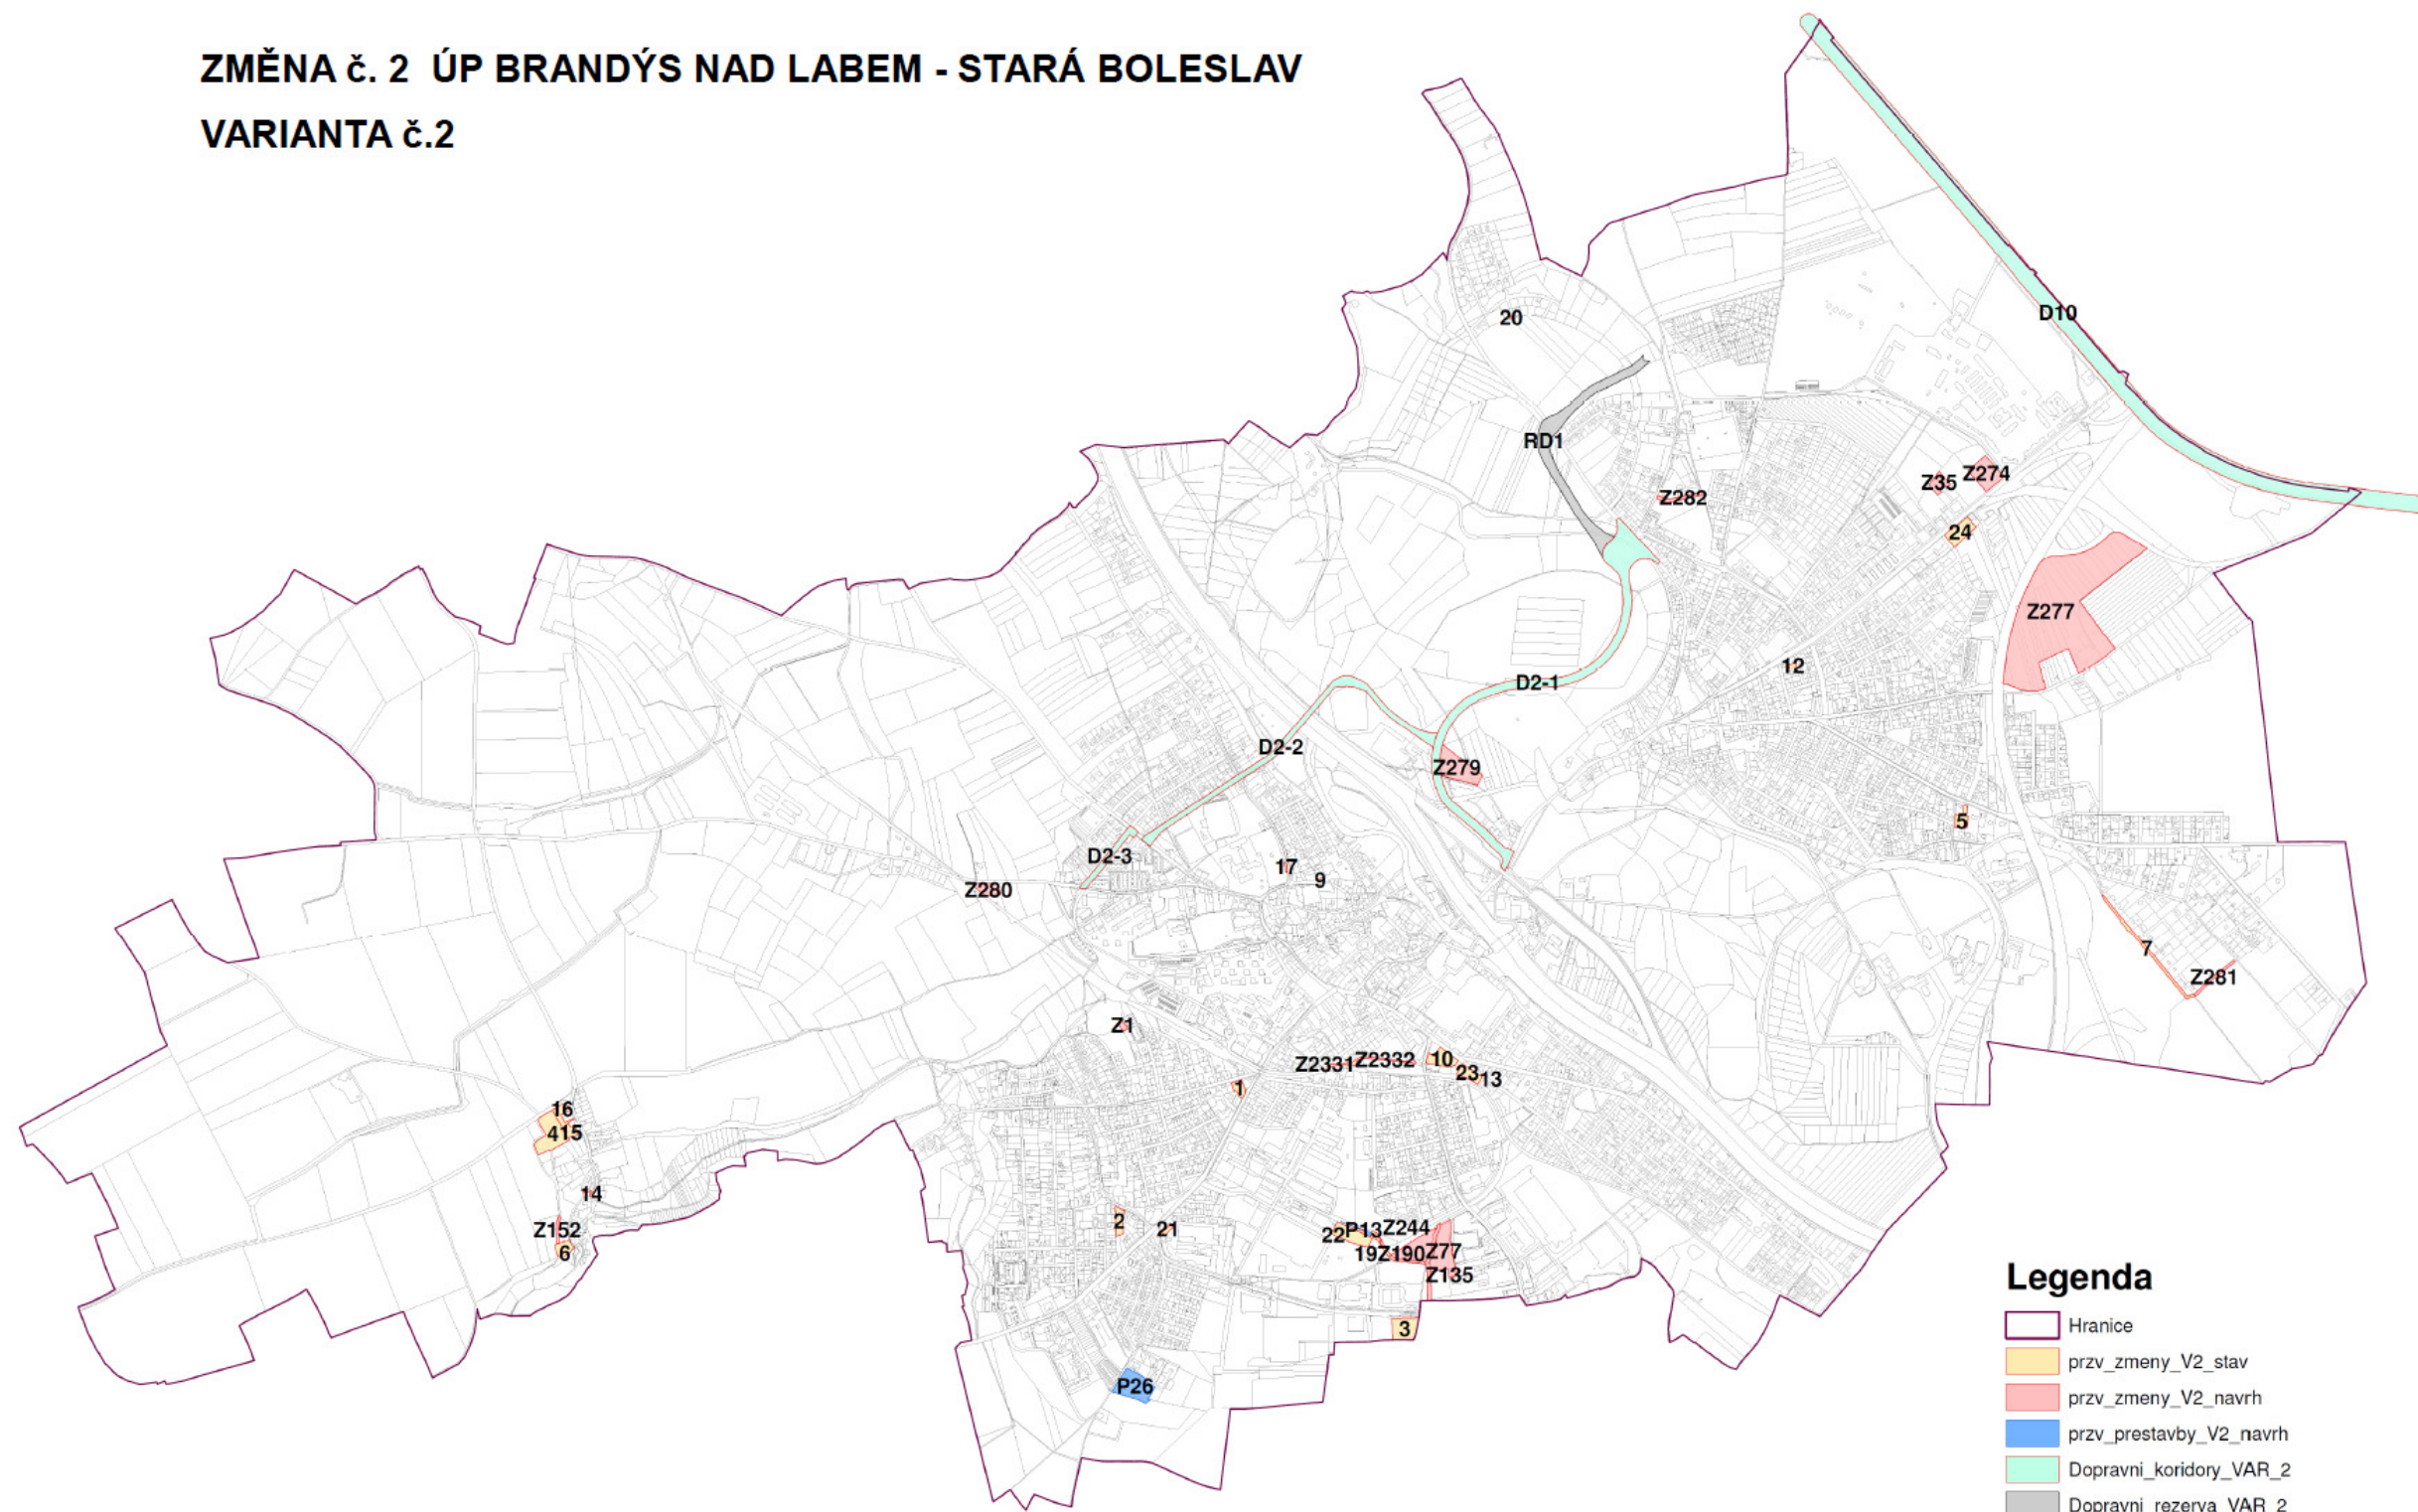 ZMĚNA č. 2 ÚP BRANDÝS NAD LABEM - STARÁ BOLESLAV
VARIANTA č.2
D10
20
RD1
Z282
Z35
Z274
24
Z277
12
D2-1
D2-2
Z279
5
D2-3
17
9
Z280
7
Z281
Z1
Z2331
Z2332
10
23
13
1
16
415
14
Z152
6
2
21
22
P13
Z244
19
Z190
Z77
Z135
3
P26
Legenda
Hranice
przv_zmeny_V2_stav
przv_zmeny_V2_navrh
przv_prestavby_V2_navrh
Dopravni_koridory_VAR_2
Dopravni_rezerva_VAR_2